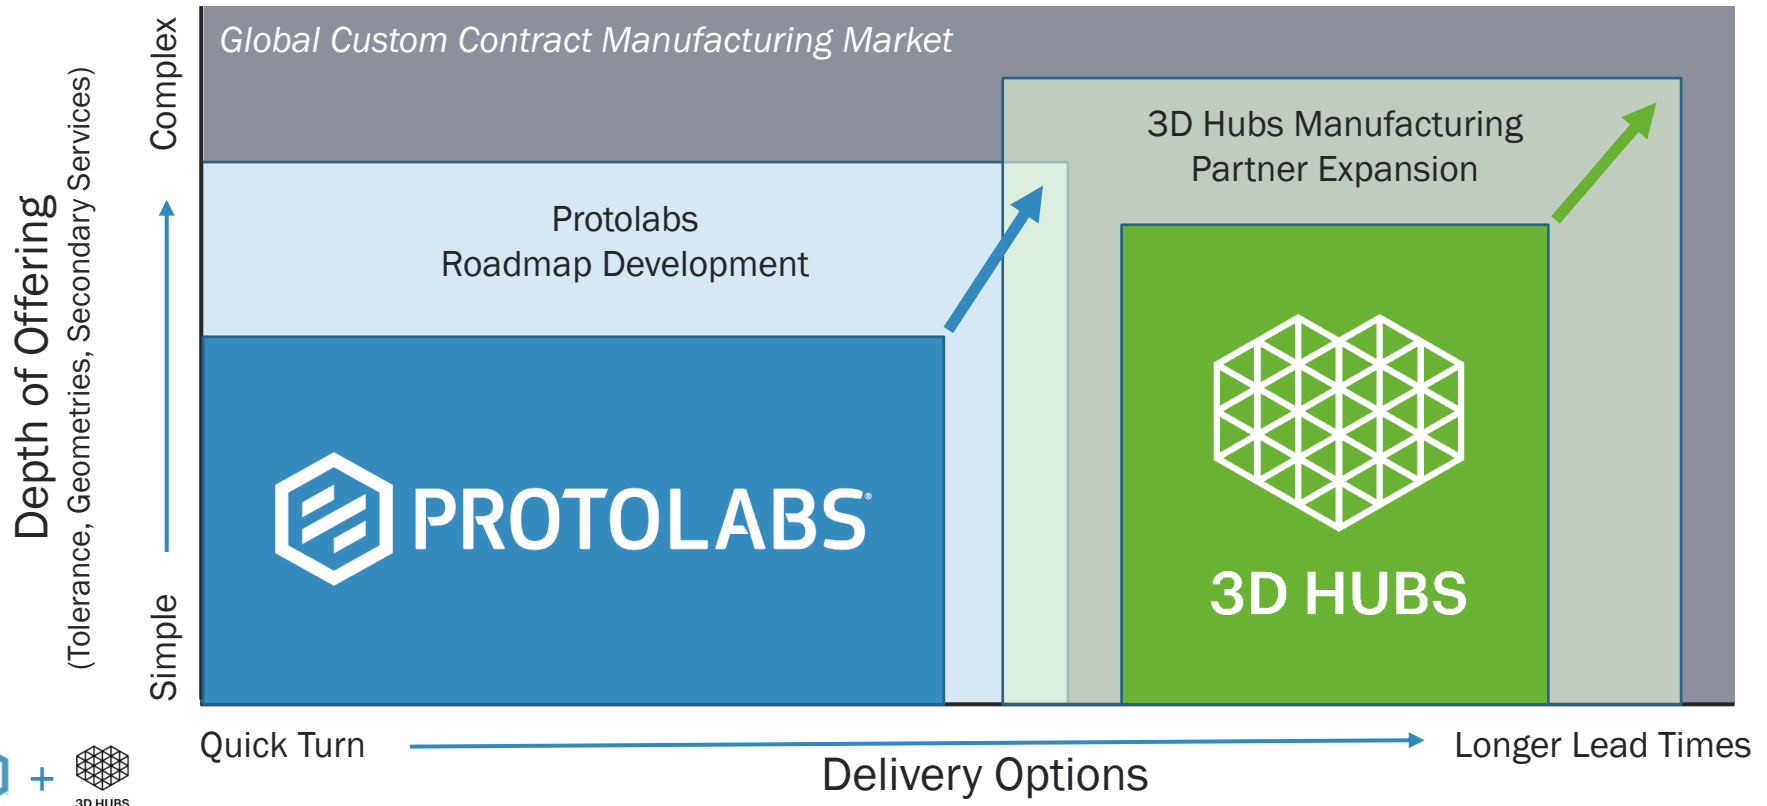 Global Custom Contract Manufacturing Market
Complex
Simple
Depth of Offering
(Tolerance, Geometries, Secondary Services)
Protolabs
Roadmap Development
3D Hubs Manufacturing
Partner Expansion
PROTOLABS®
3D HUBS
Quick Turn
Longer Lead Times
Delivery Options
+
3D HUBS